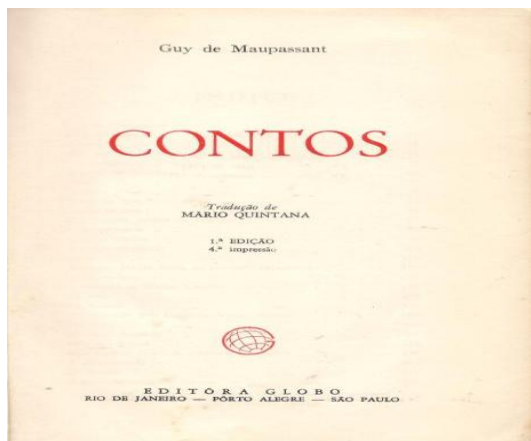 Guy de Maupassant
CONTOS
Tradução de
MARIO QUINTANA
1.ª EDIÇÃO
4.ª impressão
EDITÔRA GLOBO
RIO DE JANEIRO — PÔRTO ALEGRE — SÃO PAULO